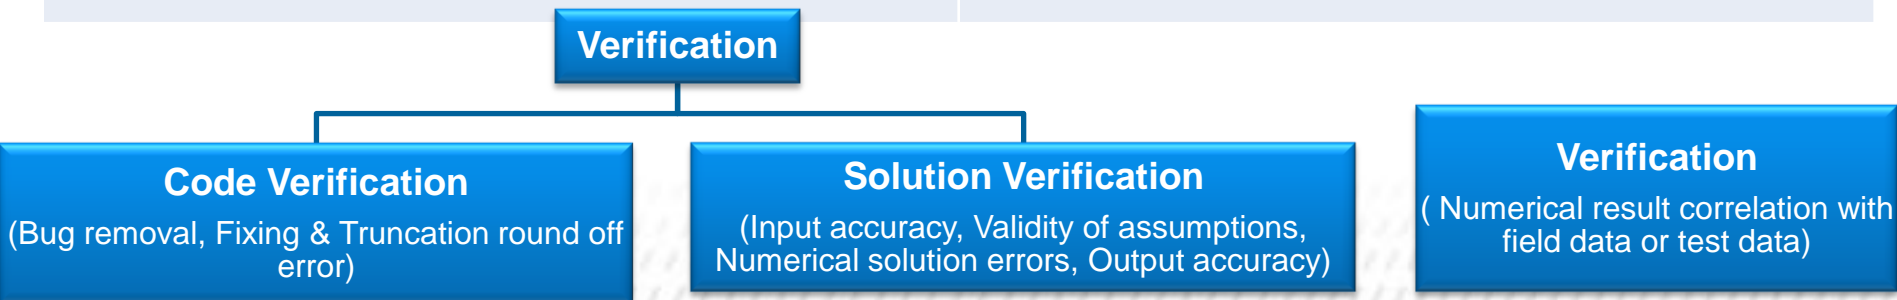 Verification
Code Verification
(Bug removal, Fixing & Truncation round off
error)
Solution Verification
(Input accuracy, Validity of assumptions,
Numerical solution errors, Output accuracy)
Verification
( Numerical result correlation with
field data or test data)